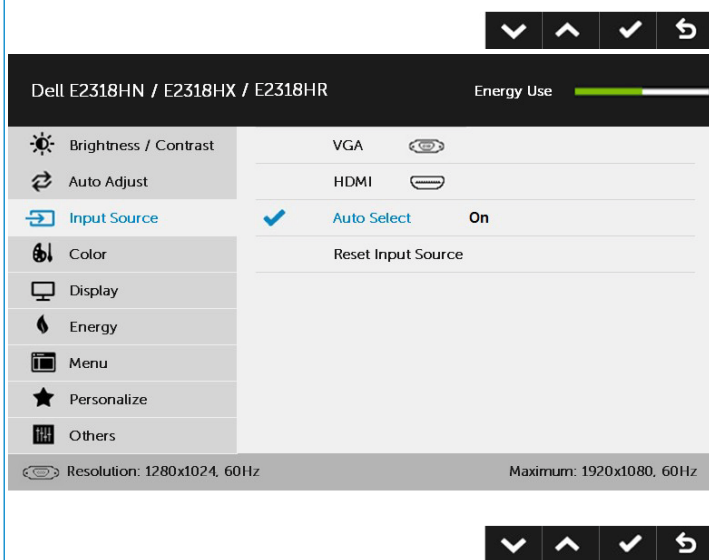 Dell E2318HN / E2318HX / E2318HR
Energy Use
Brightness / Contrast
VGA
Auto Adjust
HDMI
Input Source
Auto Select
On
Color
Reset Input Source
Display
Energy
Menu
Personalize
Others
Resolution: 1280x1024, 60Hz
Maximum: 1920x1080, 60Hz